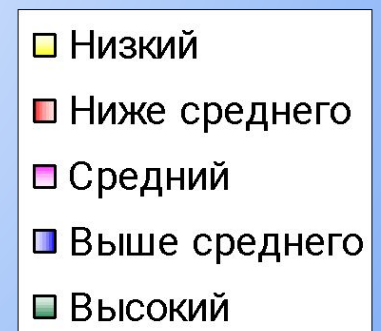 Низкий
Ниже среднего
Средний
Выше среднего
Высокий